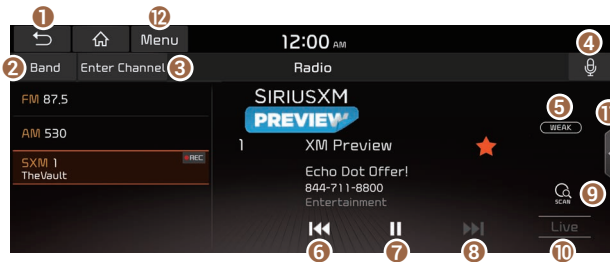 1 12
Menu 12:00 AM 4
2 Band Enter Channel 3 Radio
FM 87.5 SIRIUSXM 5
PREVIEW WEAK
AM 530
1 XM Preview
SXM 1 REC
TheVault Echo Dot Offer!
844-711-8800 SCAN 9
Entertainment
Live
6 7 8 10